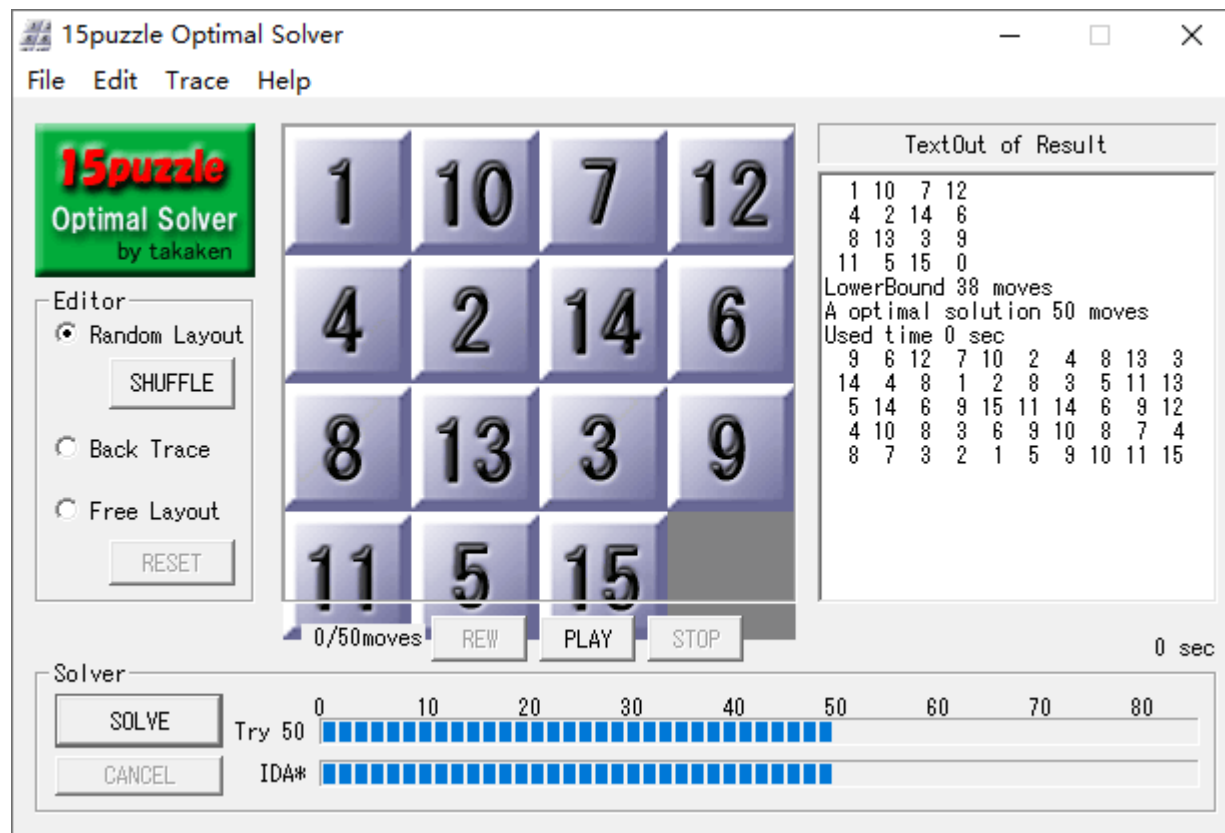 15puzzle Optimal Solver
File Edit Trace Help
15puzzle
Optimal Solver
by takaken
Editor
Random Layout
SHUFFLE
Back Trace
Free Layout
RESET
1 10 7 12
4 2 14 6
8 13 3 9
11 5 15
0/50moves REW PLAY STOP
TextOut of Result
1 10 7 12
4 2 14 6
8 13 3 9
11 5 15 0
LowerBound 38 moves
A optimal solution 50 moves
Used time 0 sec
9 6 12 7 10 2 4 8 13 3
14 4 8 1 2 8 3 5 11 13
5 14 6 9 15 11 14 6 9 12
4 10 8 3 6 9 10 8 7 4
8 7 3 2 1 5 9 10 11 15
0 sec
Solver
SOLVE
CANCEL
0 10 20 30 40 50 60 70 80
Try 50
IDA*